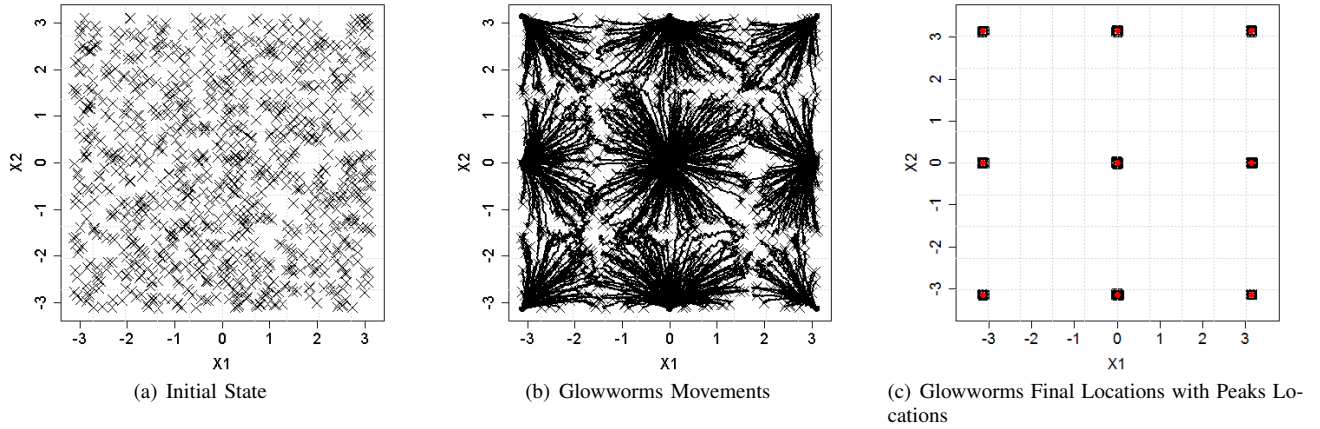 3
2
1
0
-1
-2
-3
X2
-3 -2 -1 0 1 2 3
X1
(a) Initial State
3
2
1
0
-1
-2
-3
X2
-3 -2 -1 0 1 2 3
X1
(b) Glowworms Movements
3
2
1
0
-1
-2
-3
X2
-3 -2 -1 0 1 2 3
X1
(c) Glowworms Final Locations with Peaks Lo-
cations